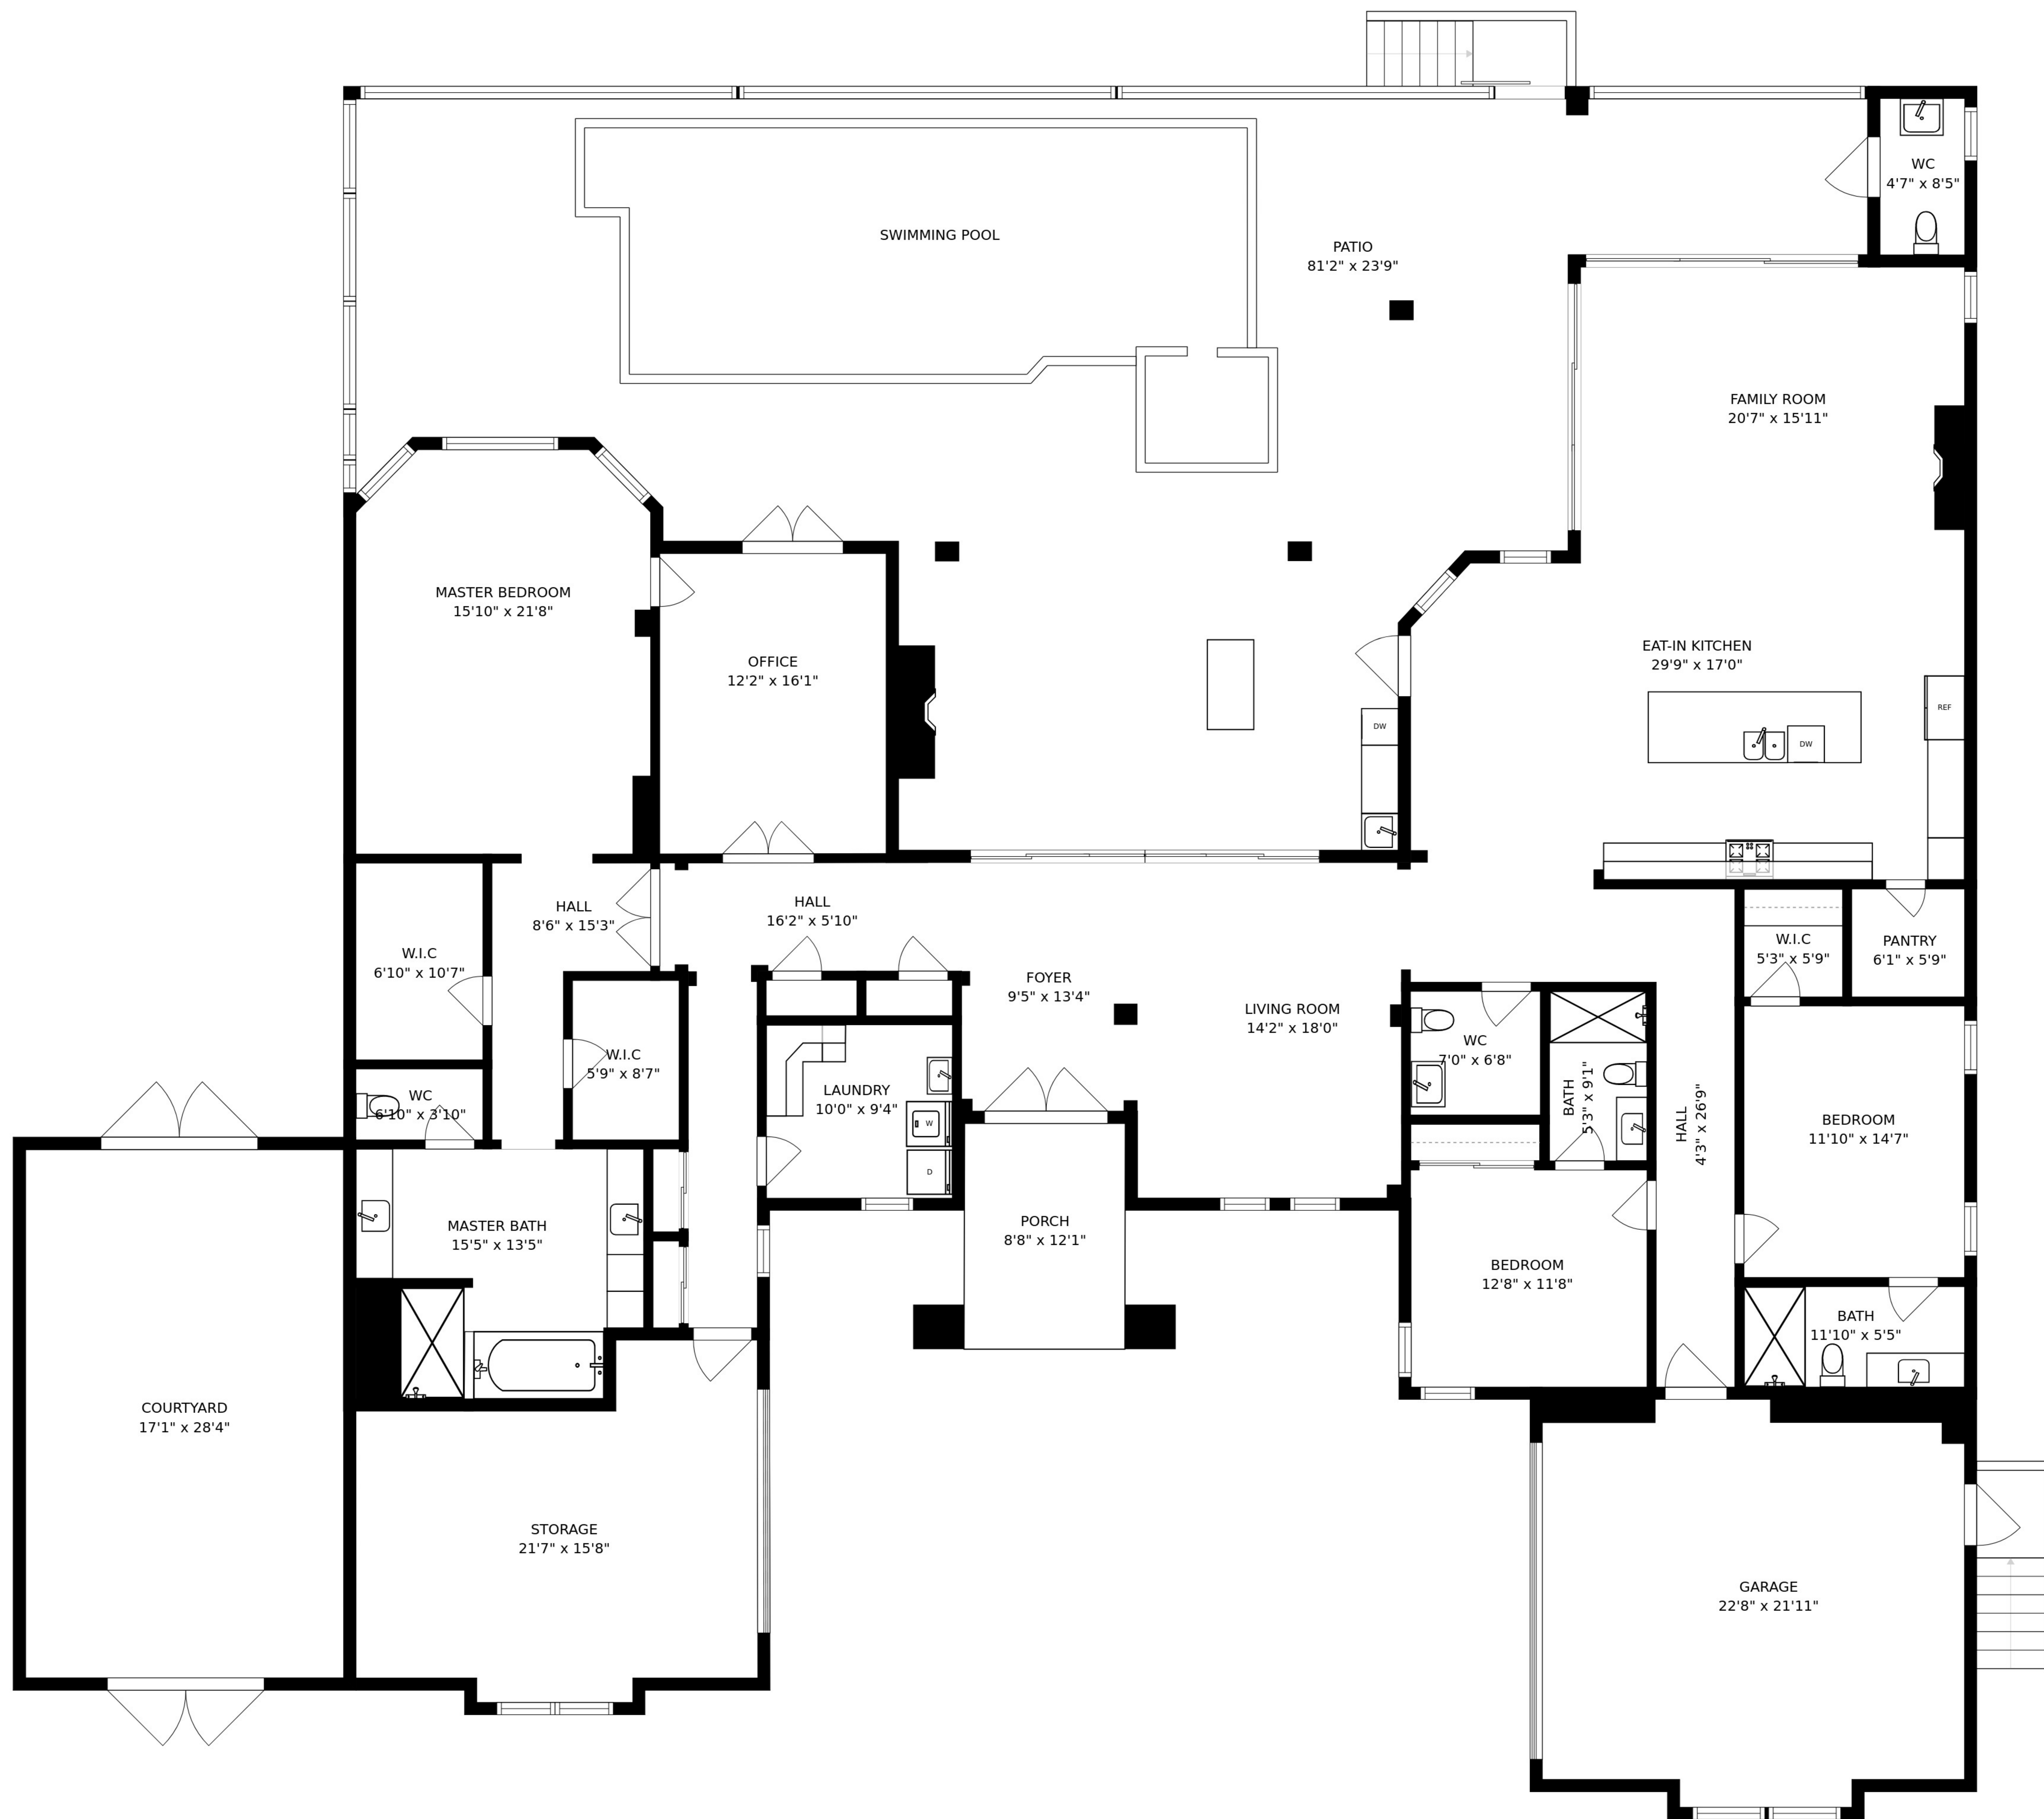 WC
4'7" x 8'5"
SWIMMING POOL
PATIO
81'2" x 23'9"
FAMILY ROOM
20'7" x 15'11"
MASTER BEDROOM
15'10" x 21'8"
OFFICE
12'2" x 16'1"
EAT-IN KITCHEN
29'9" x 17'0"
REF
DW
DW
HALL
8'6" x 15'3"
HALL
16'2" x 5'10"
W.I.C
6'10" x 10'7"
FOYER
9'5" x 13'4"
LIVING ROOM
14'2" x 18'0"
W.I.C
5'3" x 5'9"
PANTRY
6'1" x 5'9"
WC
7'0" x 6'8"
W.I.C
5'9" x 8'7"
WC
6'10" x 3'10"
LAUNDRY
10'0" x 9'4"
W
D
BATH
5'3" x 9'1"
HALL
4'3" x 26'9"
BEDROOM
11'10" x 14'7"
MASTER BATH
15'5" x 13'5"
PORCH
8'8" x 12'1"
BEDROOM
12'8" x 11'8"
BATH
11'10" x 5'5"
COURTYARD
17'1" x 28'4"
STORAGE
21'7" x 15'8"
GARAGE
22'8" x 21'11"